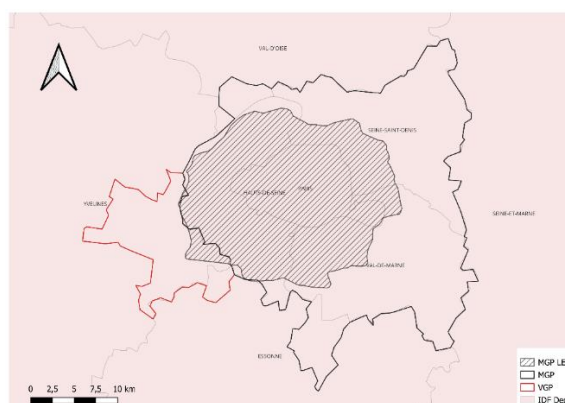 VAL-D'OISE
SEINE-SAINT-DENIS
HAUTS-DE-SEINE
PARIS
YVELINES
SEINE-ET-MARNE
VAL-DE-MARNE
ESSONNE
MGP LE
MGP
VGP
IDF Dep
0 2,5 5 7,5 10 km